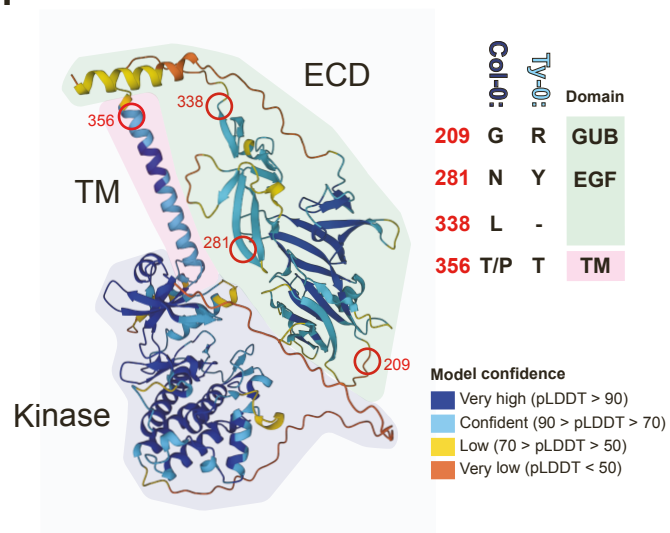 ECD
338
356
TM
281
209
Kinase
Col-0:
Ty-0:
Domain
209 G R GUB
281 N Y EGF
338 L -
356 T/P T TM
Model confidence
Very high (pLDDT > 90)
Confident (90 > pLDDT > 70)
Low (70 > pLDDT > 50)
Very low (pLDDT < 50)